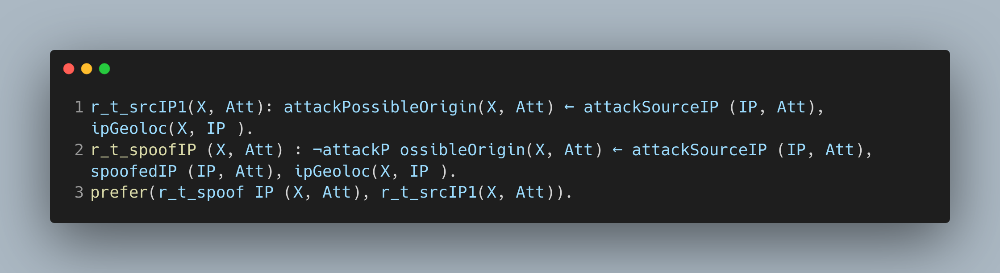 1 r_t_srcIP1(X, Att): attackPossibleOrigin(X, Att) ← attackSourceIP (IP, Att),
ipGeoloc(X, IP ).
2 r_t_spoofIP (X, Att) : ¬attackP ossibleOrigin(X, Att) ← attackSourceIP (IP, Att),
spoofedIP (IP, Att), ipGeoloc(X, IP ).
3 prefer(r_t_spoof IP (X, Att), r_t_srcIP1(X, Att)).